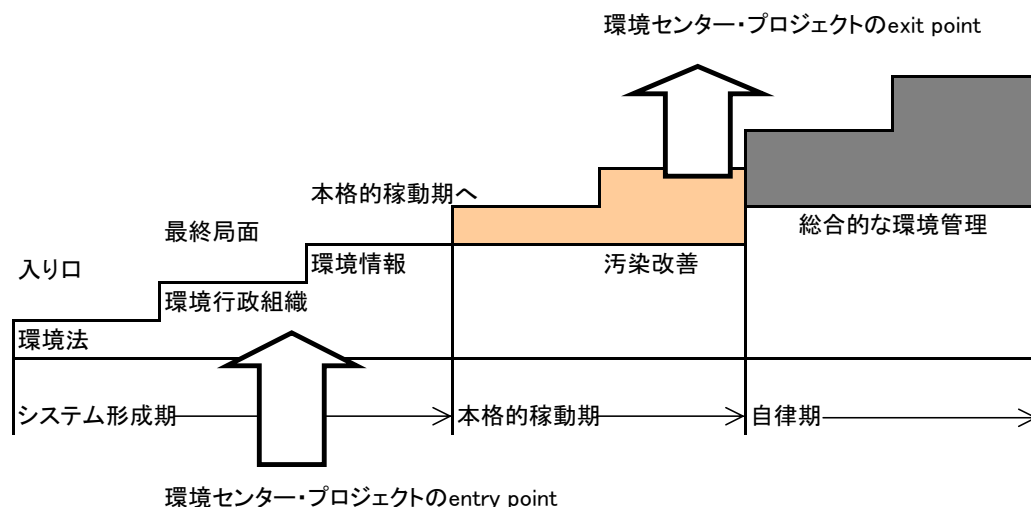 環境センター・プロジェクトのexit point
本格的稼動期へ
最終局面
総合的な環境管理
入り口
環境情報
汚染改善
環境行政組織
環境法
システム形成期
本格的稼動期
自律期
環境センター・プロジェクトのentry point